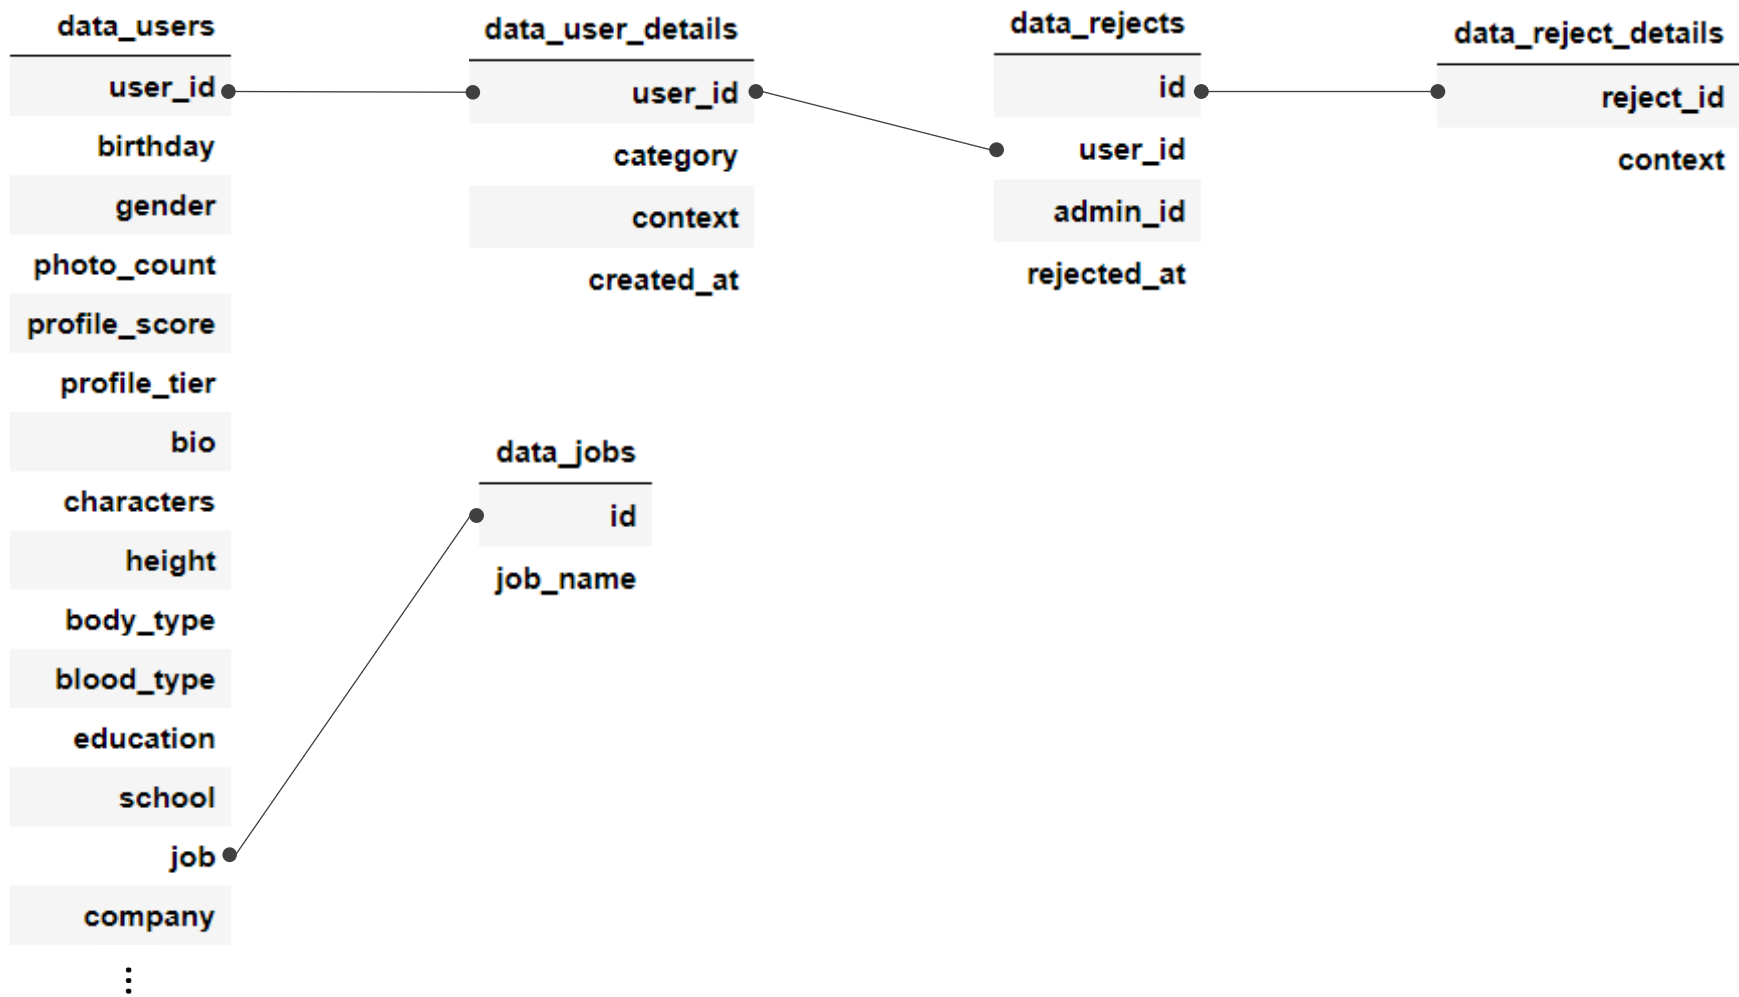 data_users
user_id
birthday
gender
photo_count
profile_score
profile_tier
bio
characters
height
body_type
blood_type
education
school
job
company
⋮
data_user_details
user_id
category
context
created_at
data_rejects
id
user_id
admin_id
rejected_at
data_reject_details
reject_id
context
data_jobs
id
job_name